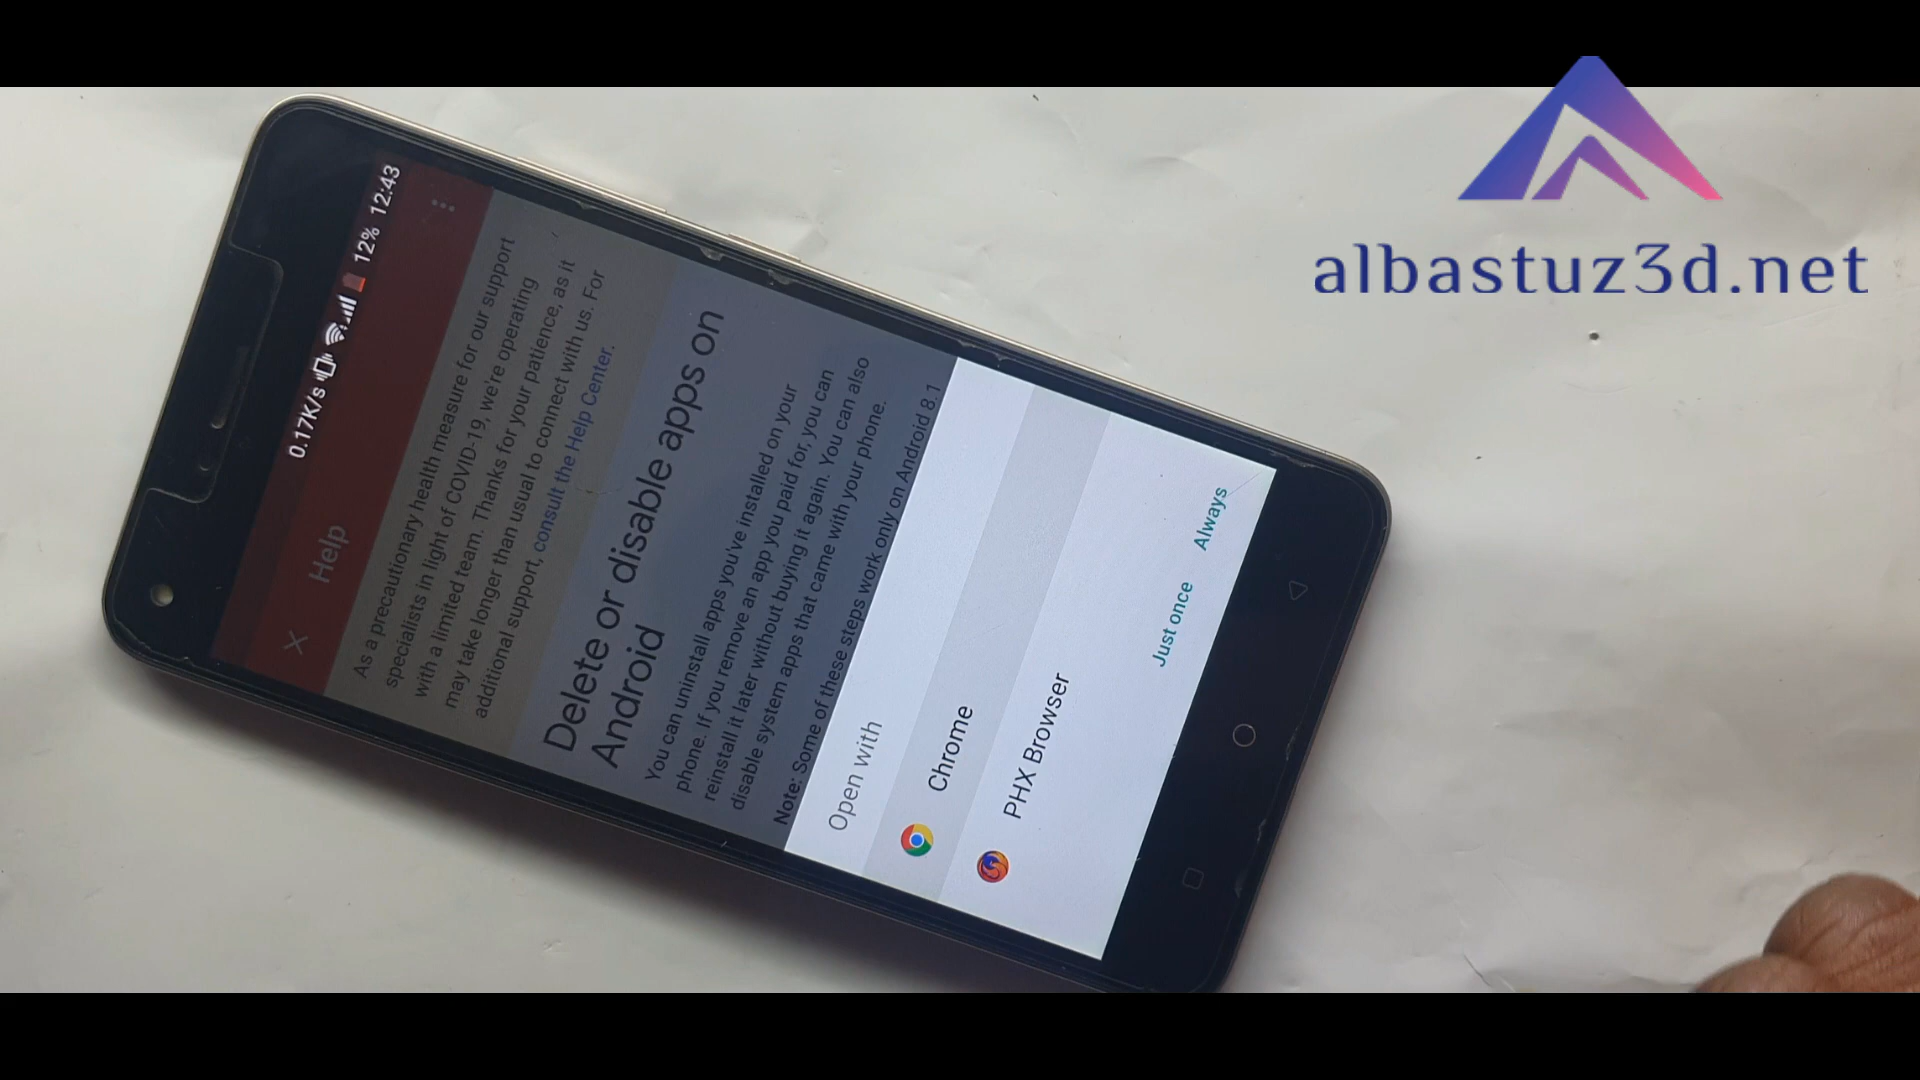 albastuz3d.net
0.17K/s 12% 12:43
Help
As a precautionary health measure for our support
specialists in light of COVID-19, we're operating
with a limited team. Thanks for your patience, as it
may take longer than usual to connect with us. For
additional support, consult the Help Center.
Delete or disable apps on
Android
You can uninstall apps you've installed on your
phone. If you remove an app you paid for, you can
reinstall it later without buying it again. You can also
disable system apps that came with your phone.
Note: Some of these steps work only on Android 8.1
Open with
Chrome
PHX Browser
Just once Always